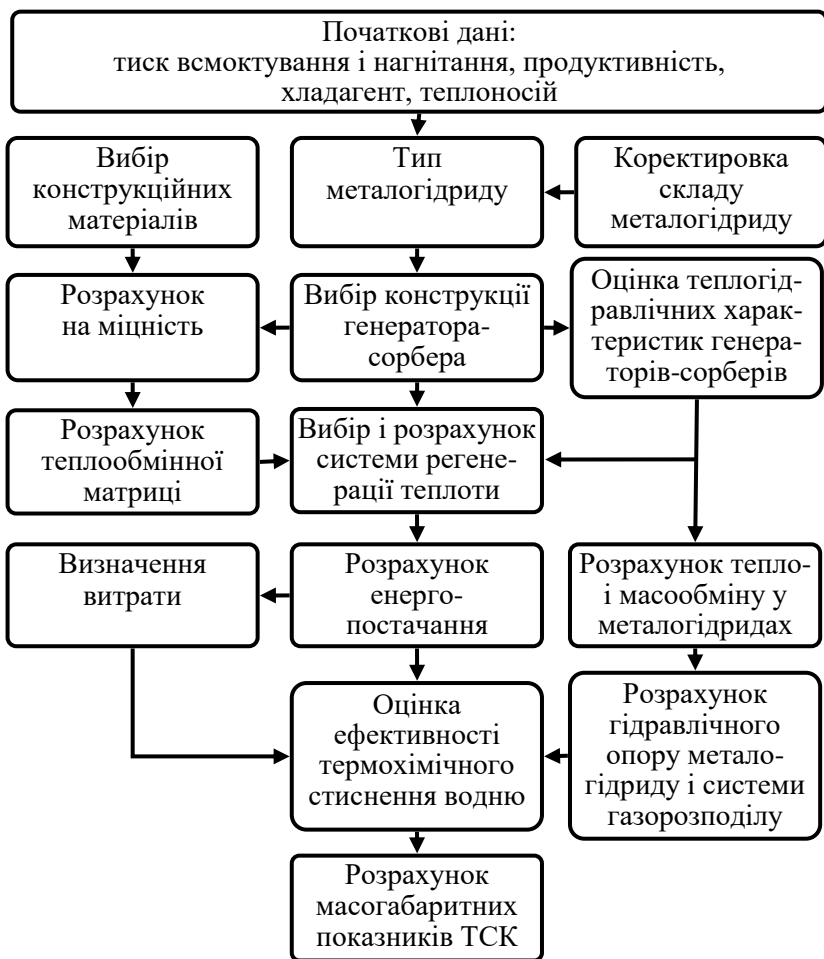 Початкові дані:
тиск всмоктування і нагнітання, продуктивність,
хладагент, теплоносій
Вибір
конструкційних
матеріалів
Тип
металогідриду
Коректировка
складу
металогідриду
Розрахунок
на міцність
Вибір конструкції
генератора-
сорбера
Оцінка теплогід-
равлічних харак-
теристик генера-
торів-сорберів
Розрахунок
теплообмінної
матриці
Вибір і розрахунок
системи регене-
рації теплоти
Визначення
витрати
Розрахунок
енерго-
постачання
Розрахунок тепло-
і масообміну у
металогідридах
Оцінка
ефективності
термохімічного
стиснення водню
Розрахунок
гідравлічного
опору метало-
гідриду і системи
газорозподілу
Розрахунок
масогабаритних
показників ТСК